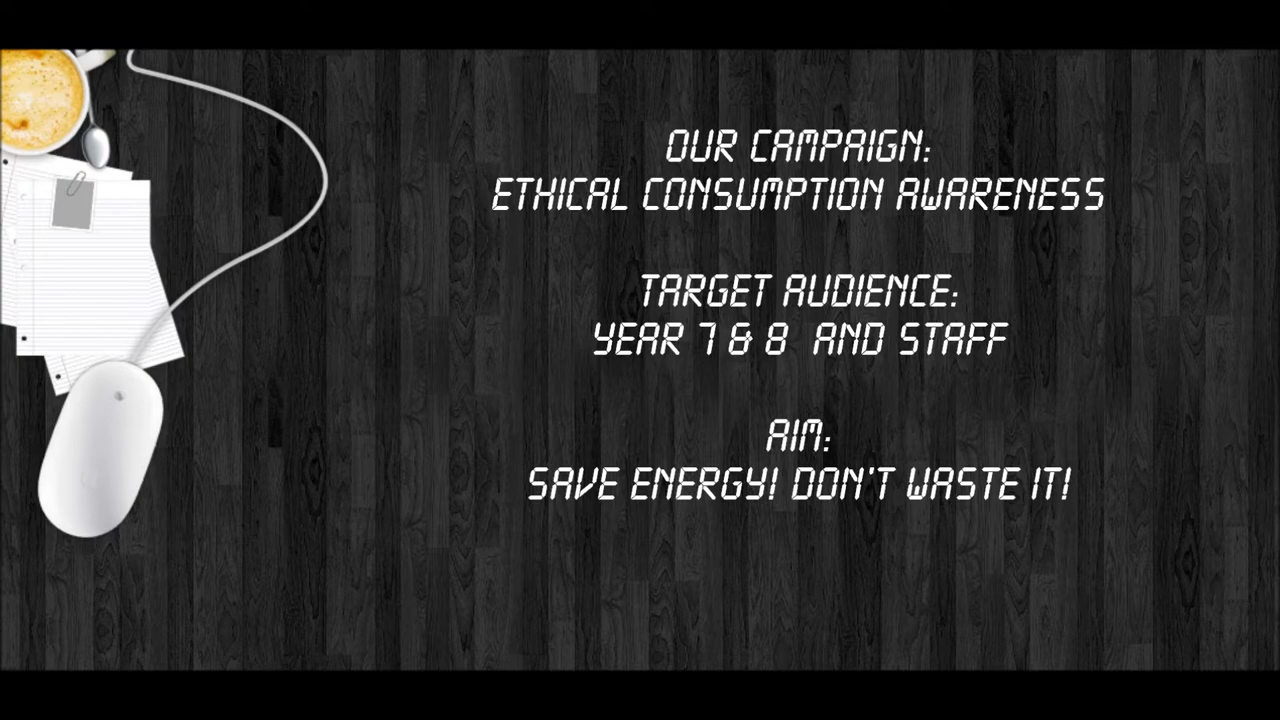 OUR CAMPAIGN:
ETHICAL CONSUMPTION AWARENESS
TARGET AUDIENCE:
YEAR 7 & 8 AND STAFF
AIM:
SAVE ENERGY! DON'T WASTE IT!